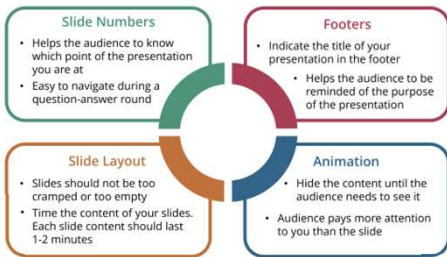 Slide Numbers
• Helps the audience to know
which point of the presentation
you are at
• Easy to navigate during a
question-answer round
Footers
• Indicate the title of your
presentation in the footer
• Helps the audience to be
reminded of the purpose
of the presentation
Slide Layout
• Slides should not be too
cramped or too empty
• Time the content of your slides.
Each slide content should last
1-2 minutes
Animation
• Hide the content until the
audience needs to see it
• Audience pays more attention
to you than the slide